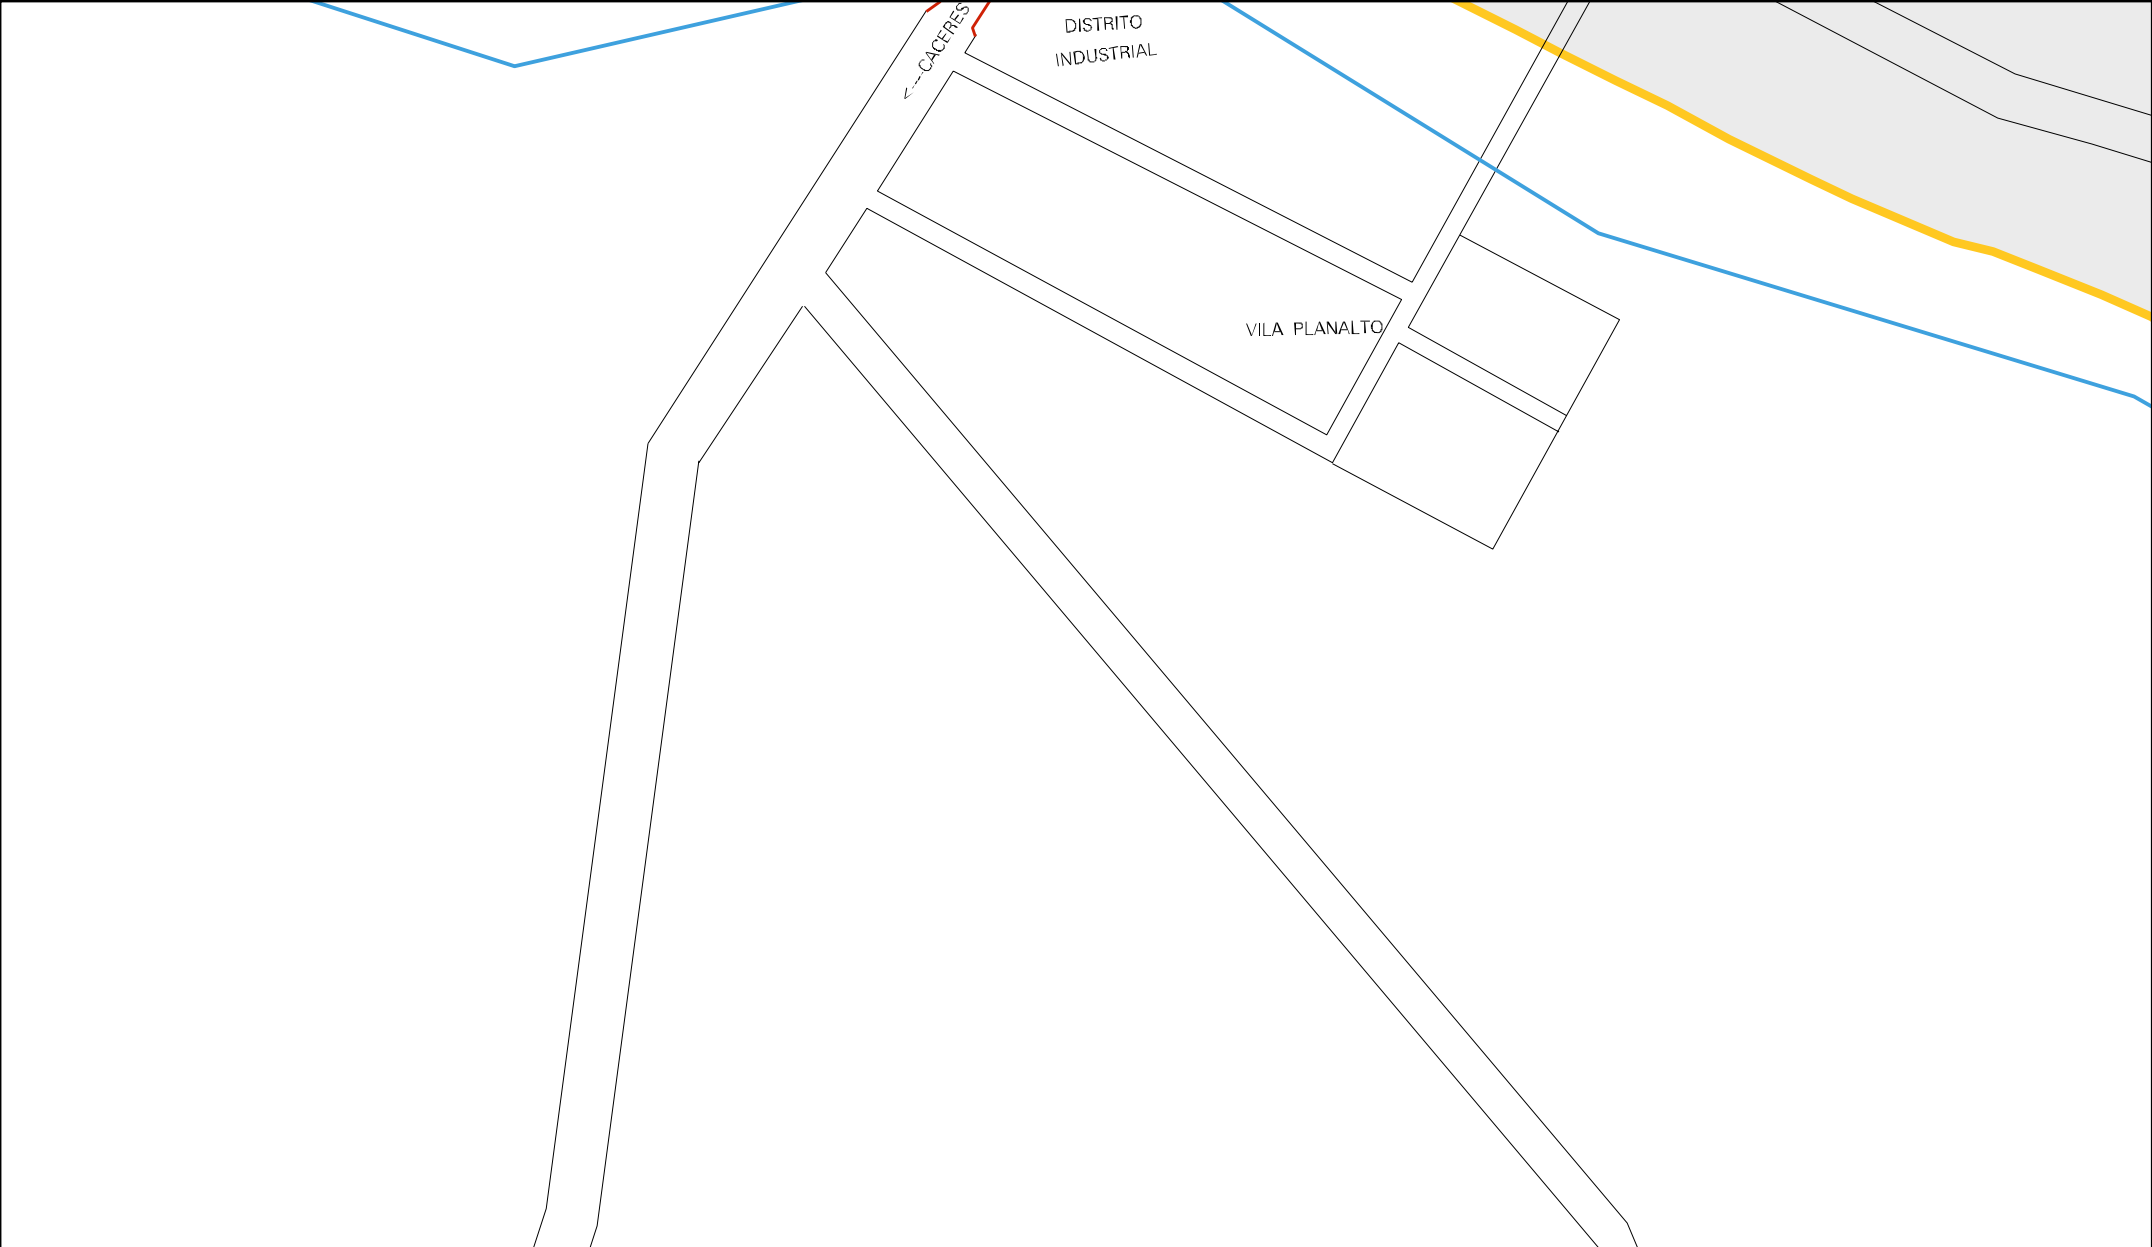 <---CACERES
DISTRITO
INDUSTRIAL
VILA PLANALTO